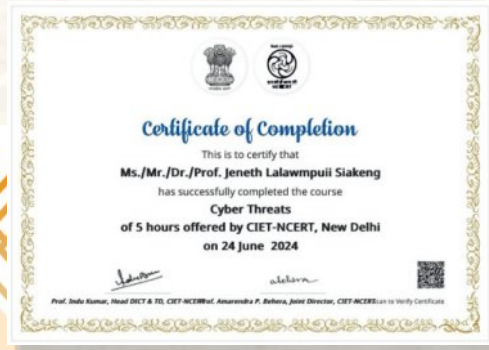 Certificate of Completion
This is to certify that
Ms./Mr./Dr./Prof. Jeneth Lalawmpuii Siakeng
has successfully completed the course
Cyber Threats
of 5 hours offered by CIET-NCERT, New Delhi
on 24 June 2024
Prof. Indu Kumar, Head DICT & TD, CIET-NCERT Prof. Amarendra P. Behera, Joint Director, CIET-NCERT Scan to Verify Certificate